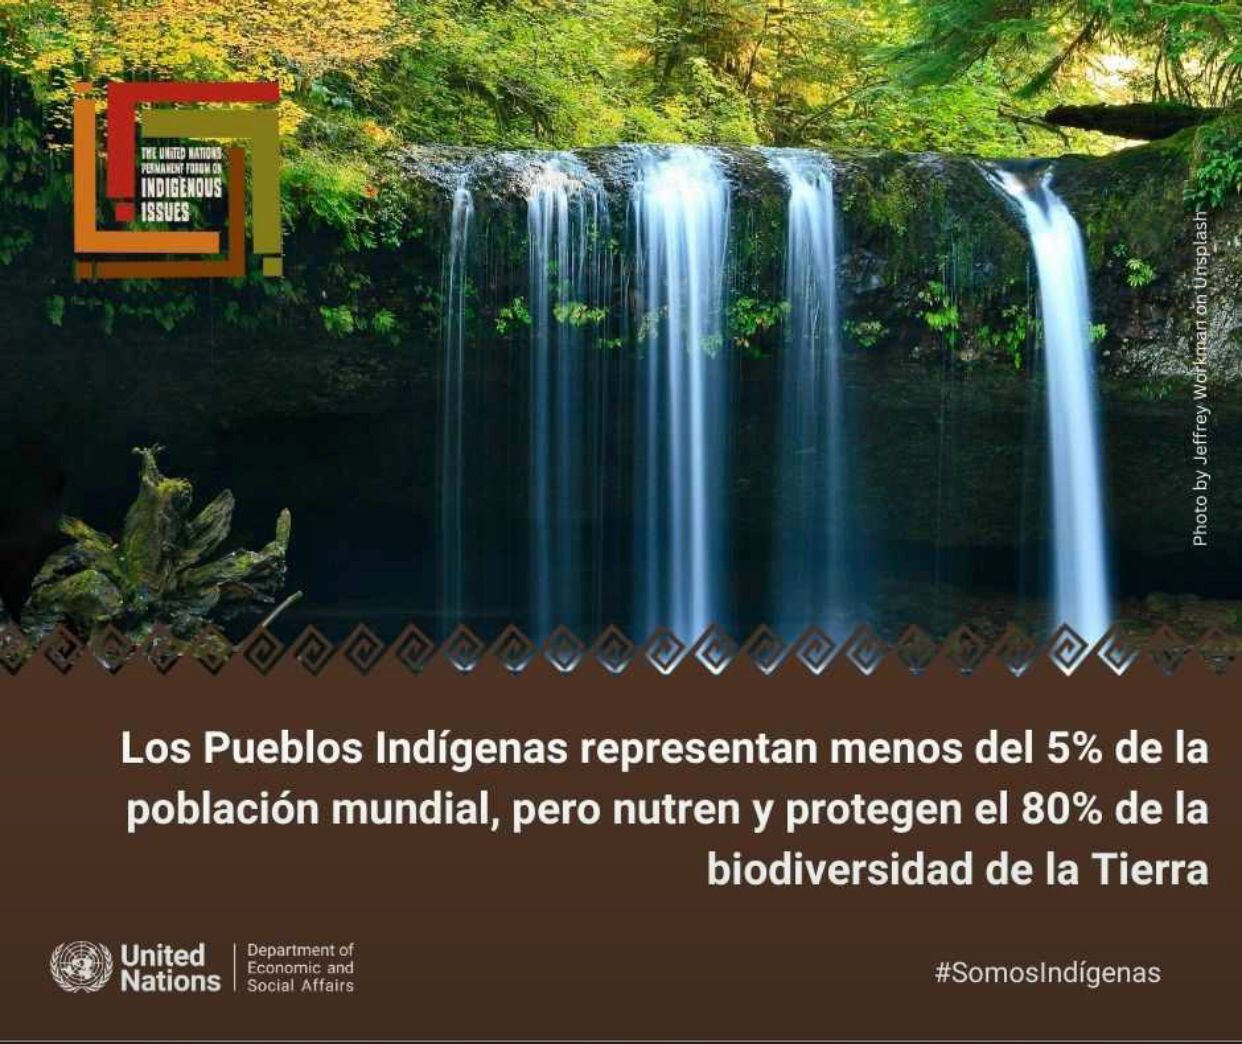 THE UNITED NATIONS
PERMANENT FORUM ON
INDIGENOUS
ISSUES
Photo by Jeffrey Workman on Unsplash
Los Pueblos Indígenas representan menos del 5% de la
población mundial, pero nutren y protegen el 80% de la
biodiversidad de la Tierra
United
Nations
Department of
Economic and
Social Affairs
#SomosIndígenas